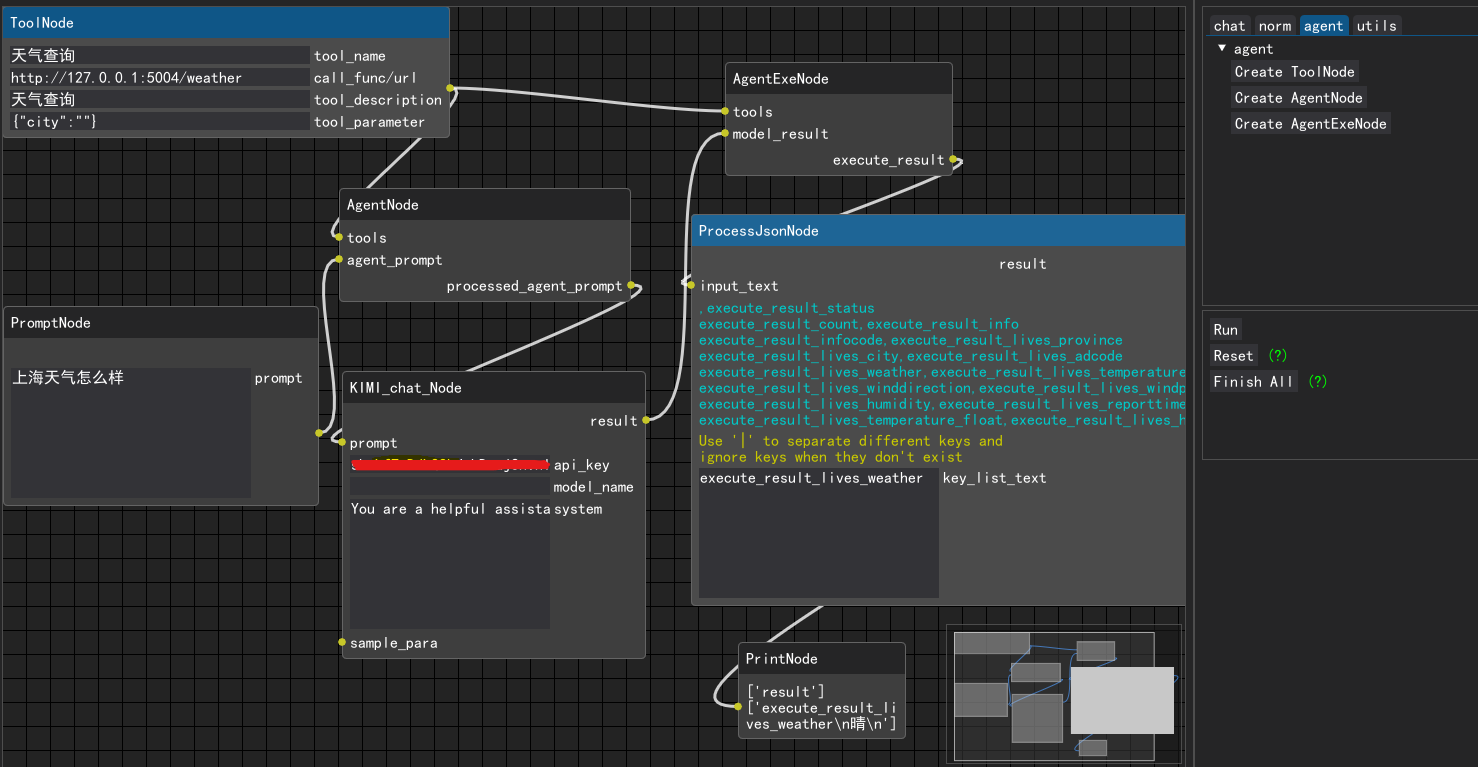 ToolNode
天气查询 tool_name
http://127.0.0.1:5004/weather call_func/url
天气查询 tool_description
{"city":""} tool_parameter
AgentNode
tools
agent_prompt
processed_agent_prompt
PromptNode
上海天气怎么样 prompt
KIMI_chat_Node
result
prompt
api_key
model_name
You are a helpful assista system
sample_para
AgentExeNode
tools
model_result
execute_result
ProcessJsonNode
result
input_text
,execute_result_status
execute_result_count,execute_result_info
execute_result_infocode,execute_result_lives_province
execute_result_lives_city,execute_result_lives_adcode
execute_result_lives_weather,execute_result_lives_temperature
execute_result_lives_winddirection,execute_result_lives_windp
execute_result_lives_humidity,execute_result_lives_reporttime
execute_result_lives_temperature_float,execute_result_lives_h
Use '|' to separate different keys and
ignore keys when they don't exist
execute_result_lives_weather key_list_text
PrintNode
['result']
['execute_result_li
ves_weather\n晴\n']
chat norm agent utils
agent
Create ToolNode
Create AgentNode
Create AgentExeNode
Run
Reset (?)
Finish All (?)